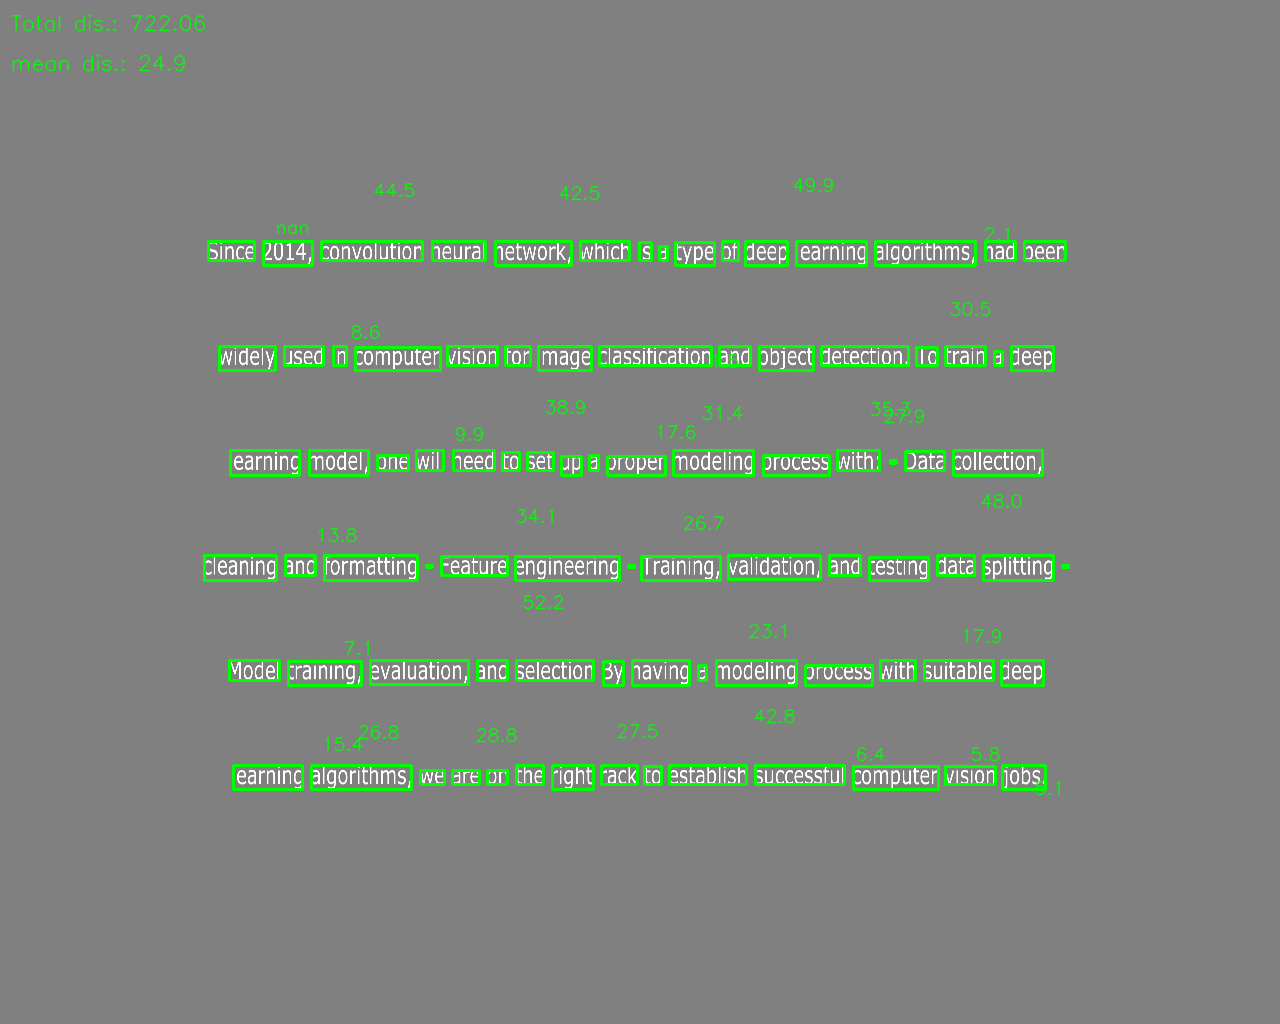 Total dis.: 722.06
mean dis.: 24.9
44.5 42.5 49.9
nan 2.1
Since 2014, convolution neural network, which is a type of deep learning algorithms, had been
30.5
8.6
widely used in computer vision for image classification and object detection. To train a deep
38.9 31.4 35.3 27.9
9.9 17.6
learning model, one will need to set up a proper modeling process with: - Data collection,
48.0
13.8 34.1 26.7
cleaning and formatting - Feature engineering - Training, validation, and testing data splitting -
52.2
7.1 23.1 17.9
Model training, evaluation, and selection By having a modeling process with suitable deep
26.8 28.8 27.5 42.8
15.4 6.4 5.8
learning algorithms, we are on the right track to establish successful computer vision jobs.